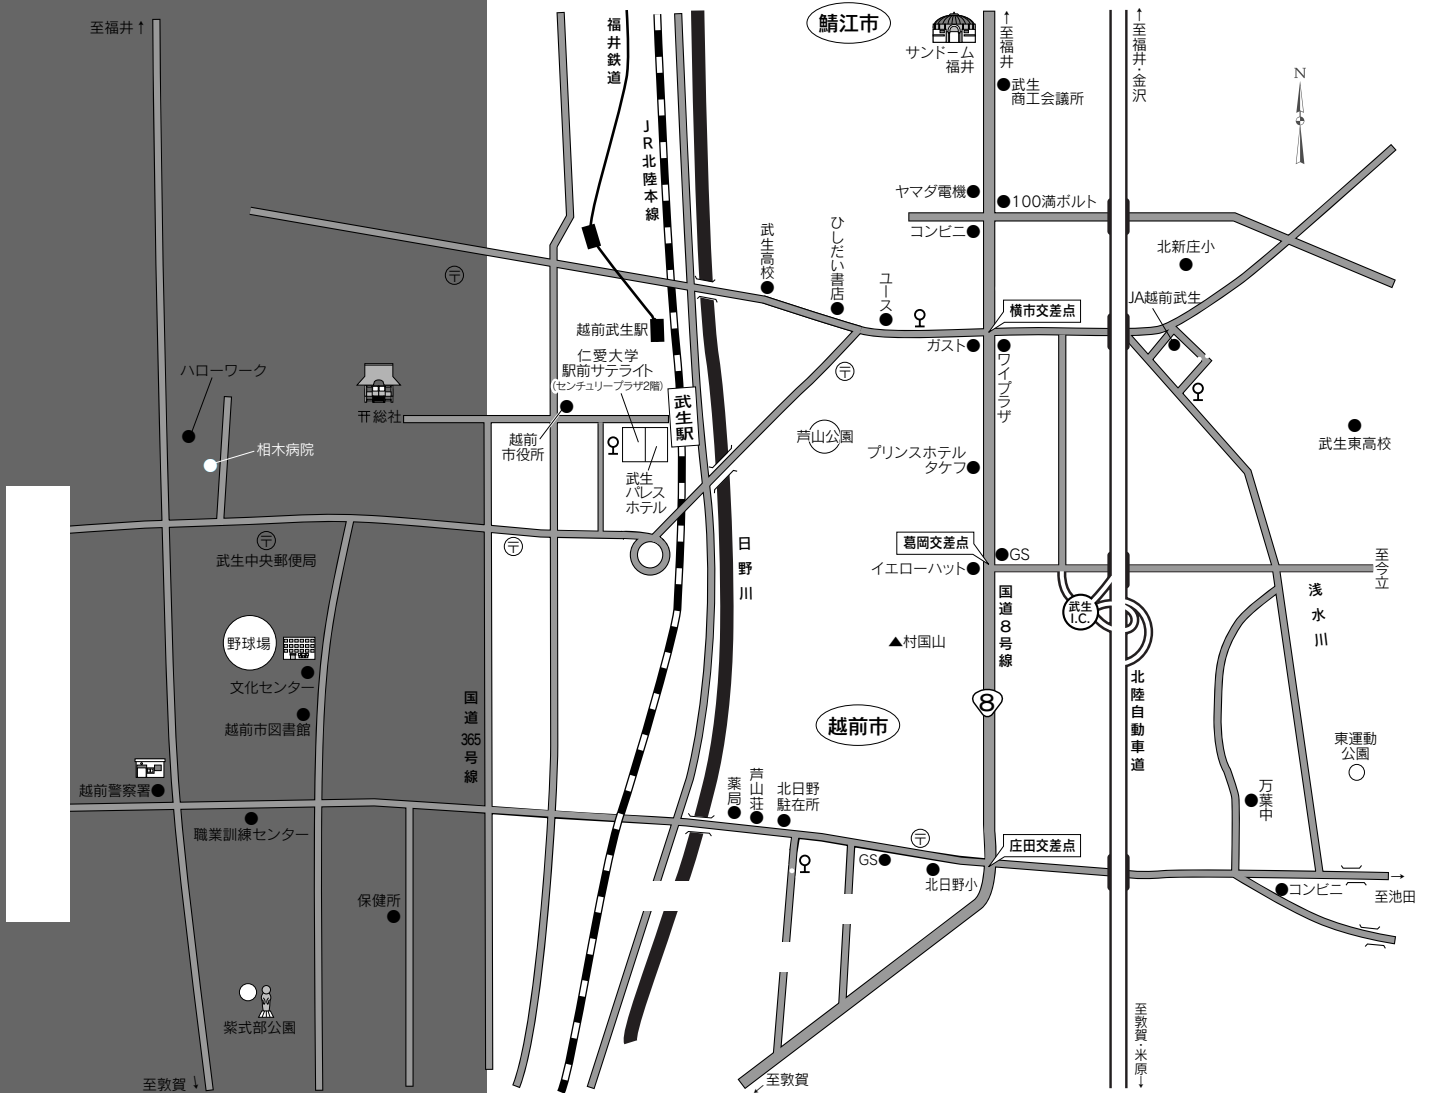 至福井↑
福井鉄道
JR北陸本線
鯖江市
サンドーム
福井
↑至福井
武生
商工会議所
↑至福井・金沢
N
ヤマダ電機
100満ボルト
コンビニ
武生高校
ひしだい書店
ユース
北新庄小
JA越前武生
横市交差点
ガスト
ワイプラザ
〒
越前武生駅
仁愛大学
駅前サテライト
(センチュリープラザ2階)
武生駅
ハローワーク
相木病院
総社
越前
市役所
武生
パレス
ホテル
〒
芦山公園
プリンスホテル
タケフ
武生東高校
〒
武生中央郵便局
〒
日野川
葛岡交差点
GS
イエローハット
至今立
武生
I.C.
国道8号線
浅水川
村国山
野球場
文化センター
越前市図書館
国道365号線
8
越前市
北陸自動車道
東運動
公園
越前警察署
職業訓練センター
薬局
芦山荘
北日野
駐在所
〒
GS
北日野小
庄田交差点
万葉中
コンビニ
→
至池田
保健所
紫式部公園
至敦賀↓
至敦賀
至敦賀・米原↓